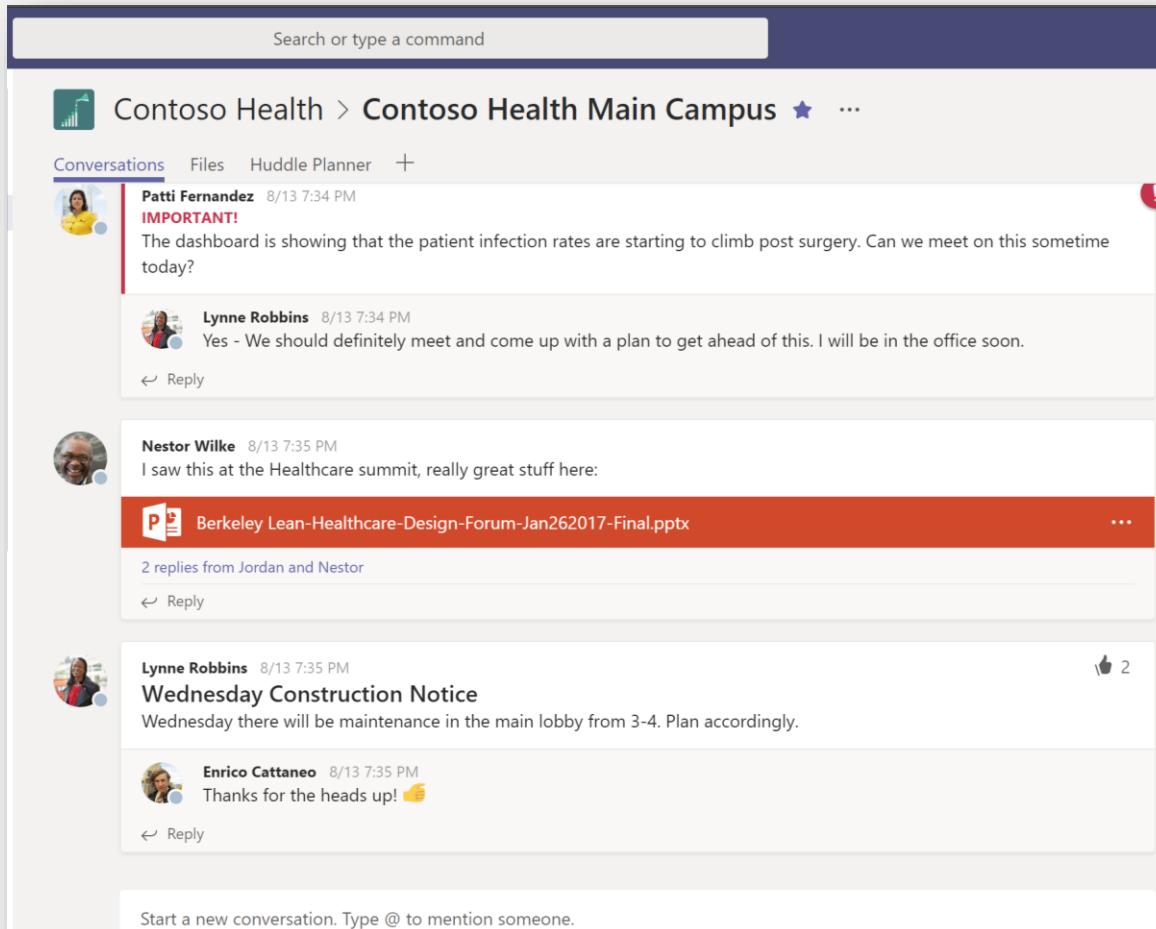 Search or type a command
Contoso Health > Contoso Health Main Campus ...
Conversations Files Huddle Planner +
Patti Fernandez 8/13 7:34 PM
IMPORTANT!
The dashboard is showing that the patient infection rates are starting to climb post surgery. Can we meet on this sometime
today?
Lynne Robbins 8/13 7:34 PM
Yes - We should definitely meet and come up with a plan to get ahead of this. I will be in the office soon.
Reply
Nestor Wilke 8/13 7:35 PM
I saw this at the Healthcare summit, really great stuff here:
Berkeley Lean-Healthcare-Design-Forum-Jan262017-Final.pptx ...
2 replies from Jordan and Nestor
Reply
Lynne Robbins 8/13 7:35 PM 2
Wednesday Construction Notice
Wednesday there will be maintenance in the main lobby from 3-4. Plan accordingly.
Enrico Cattaneo 8/13 7:35 PM
Thanks for the heads up! 👍
Reply
Start a new conversation. Type @ to mention someone.